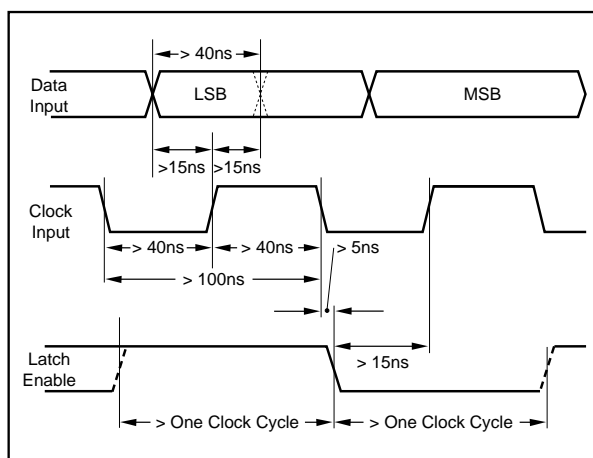 > 40ns
Data
Input
LSB
MSB
>15ns >15ns
Clock
Input
> 40ns
> 40ns
> 5ns
> 100ns
> 15ns
Latch
Enable
> One Clock Cycle
> One Clock Cycle